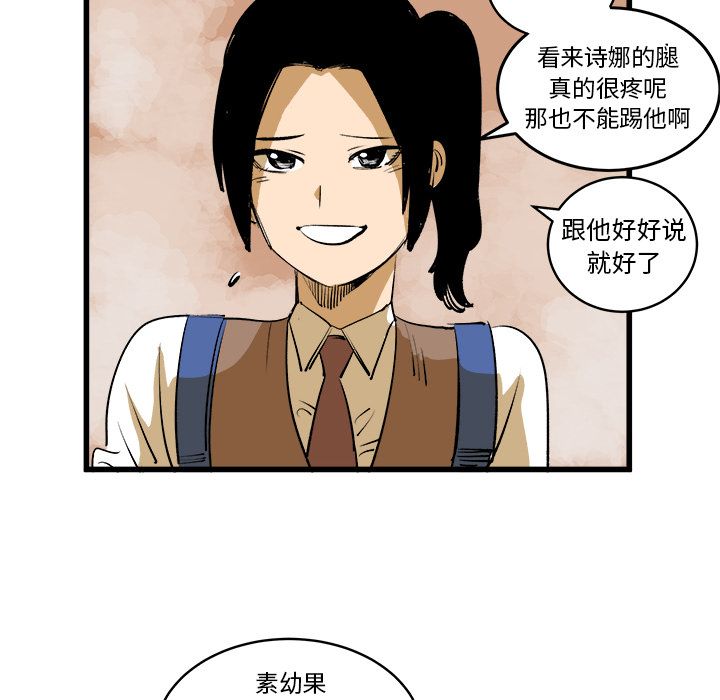 看来诗娜的腿
真的很疼呢
那也不能踢他啊
跟他好好说
就好了
素幼果